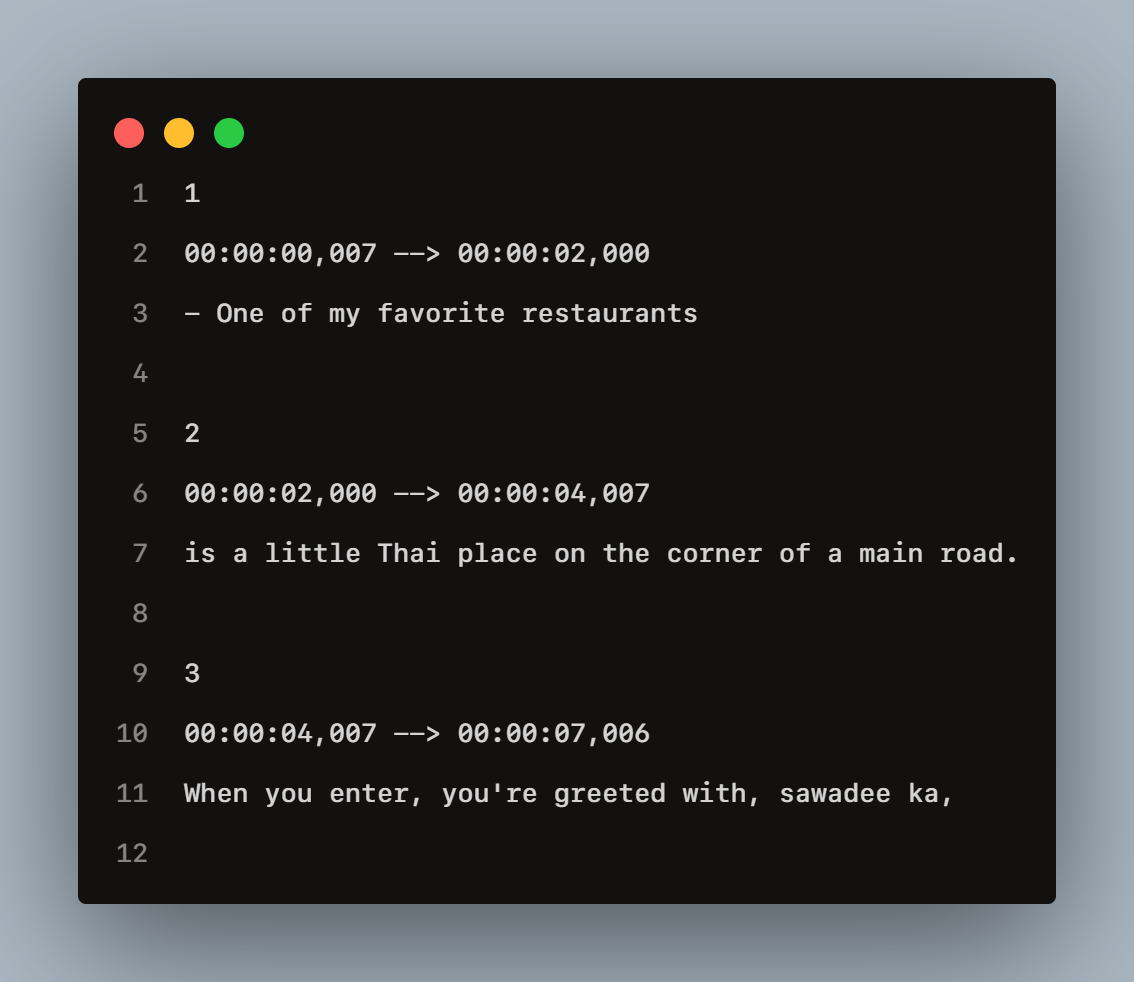 1 1
2 00:00:00,007 --> 00:00:02,000
3 - One of my favorite restaurants
4
5 2
6 00:00:02,000 --> 00:00:04,007
7 is a little Thai place on the corner of a main road.
8
9 3
10 00:00:04,007 --> 00:00:07,006
11 When you enter, you're greeted with, sawadee ka,
12